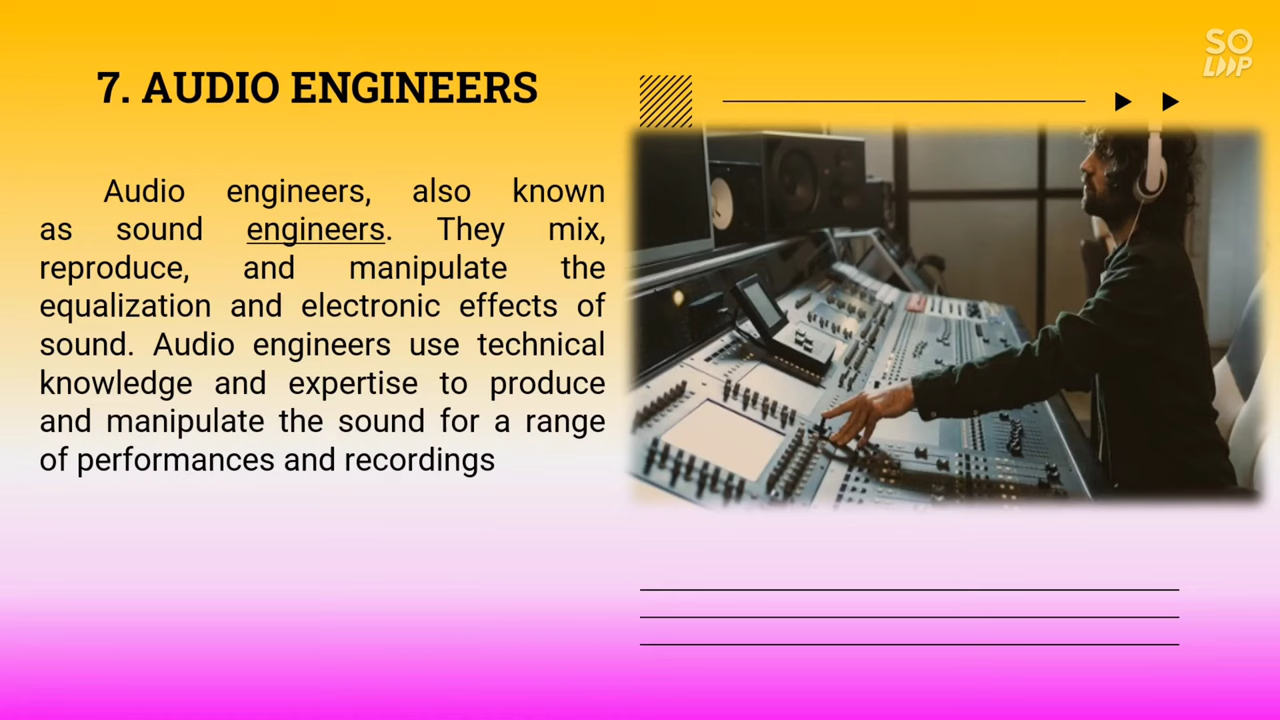 SO
LOOP
7. AUDIO ENGINEERS
Audio engineers, also known
as sound engineers. They mix,
reproduce, and manipulate the
equalization and electronic effects of
sound. Audio engineers use technical
knowledge and expertise to produce
and manipulate the sound for a range
of performances and recordings